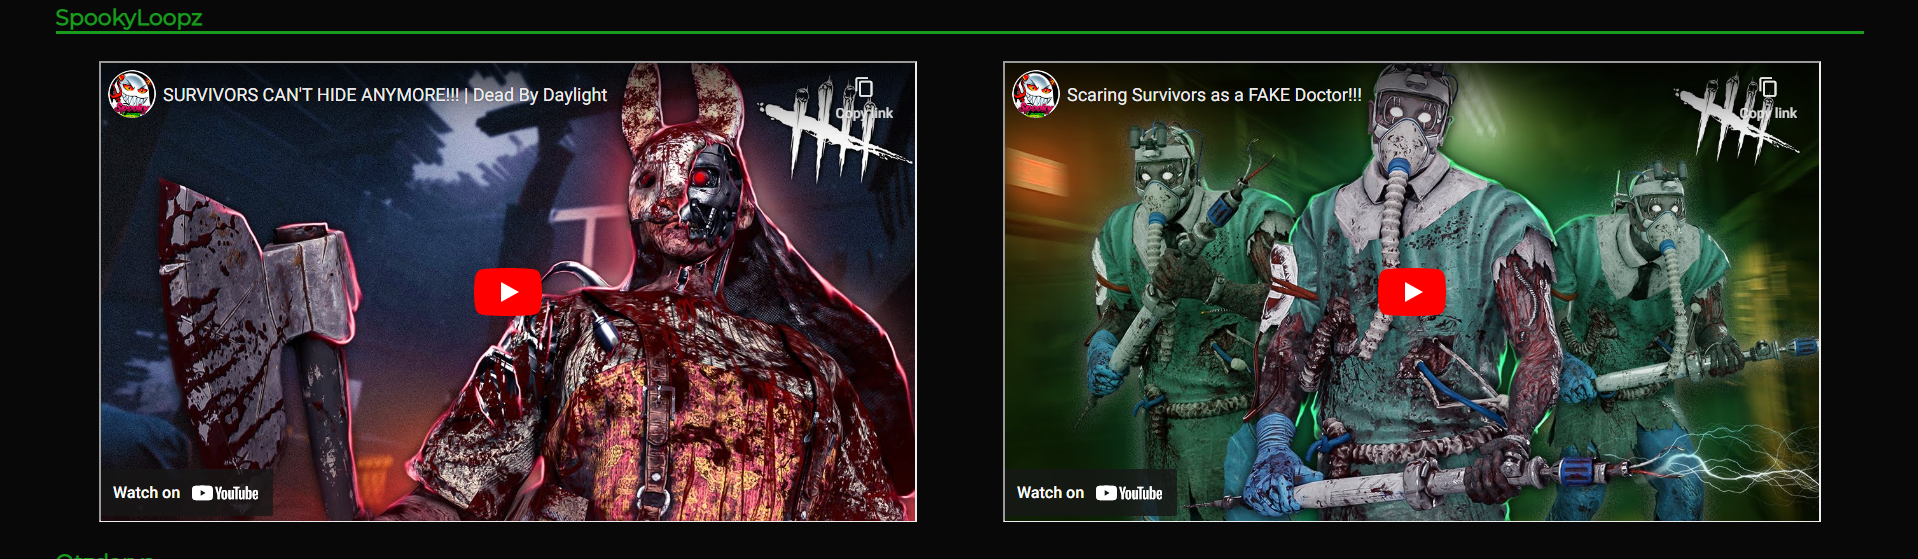 SpookyLoopz
SURVIVORS CAN'T HIDE ANYMORE!!! | Dead By Daylight
Copy link
Scaring Survivors as a FAKE Doctor!!!
Copy link
Watch on YouTube
Watch on YouTube